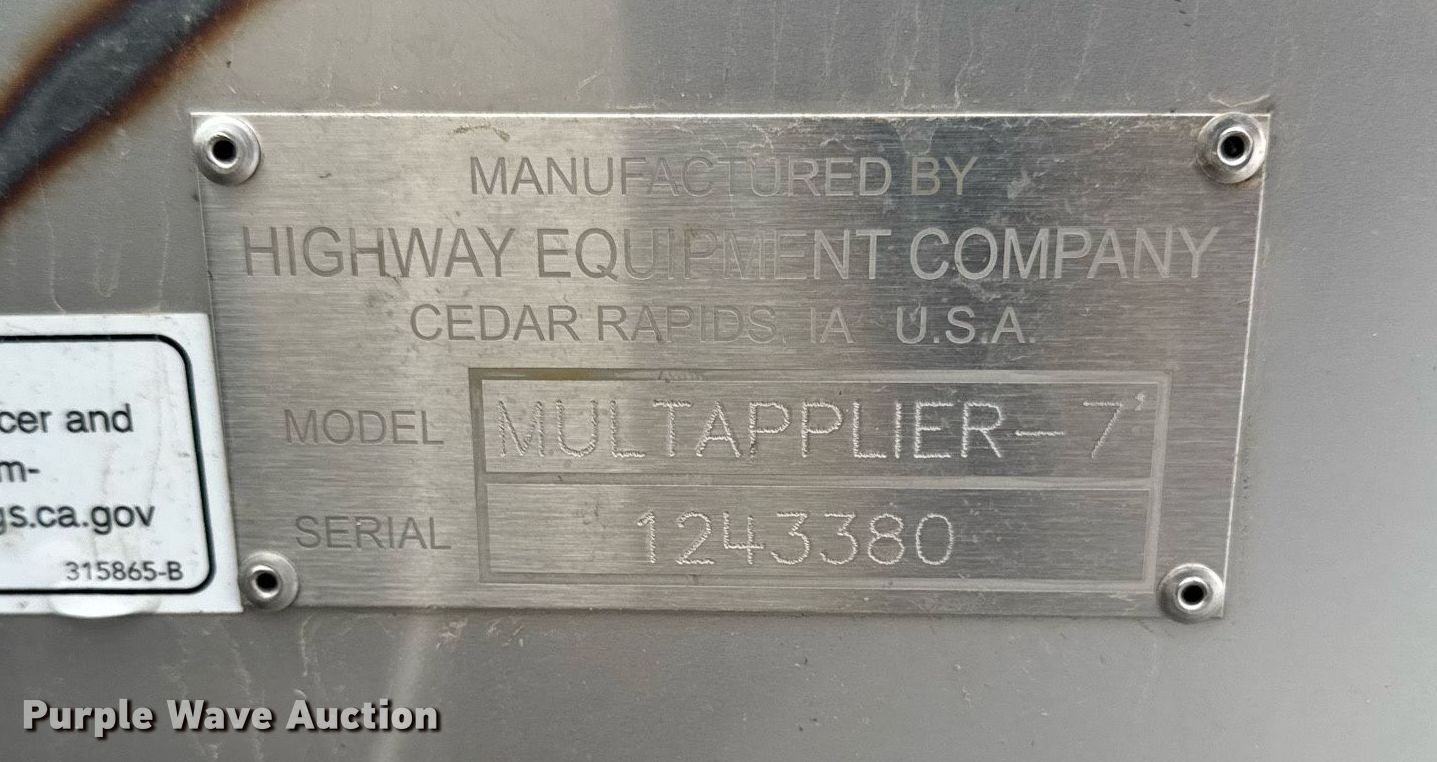 MANUFACTURED BY
HIGHWAY EQUIPMENT COMPANY
CEDAR RAPIDS, IA U.S.A.
MODEL MULTAPPLIER-7'
SERIAL 1243380
cer and
m-
gs.ca.gov
315865-B
Purple Wave Auction